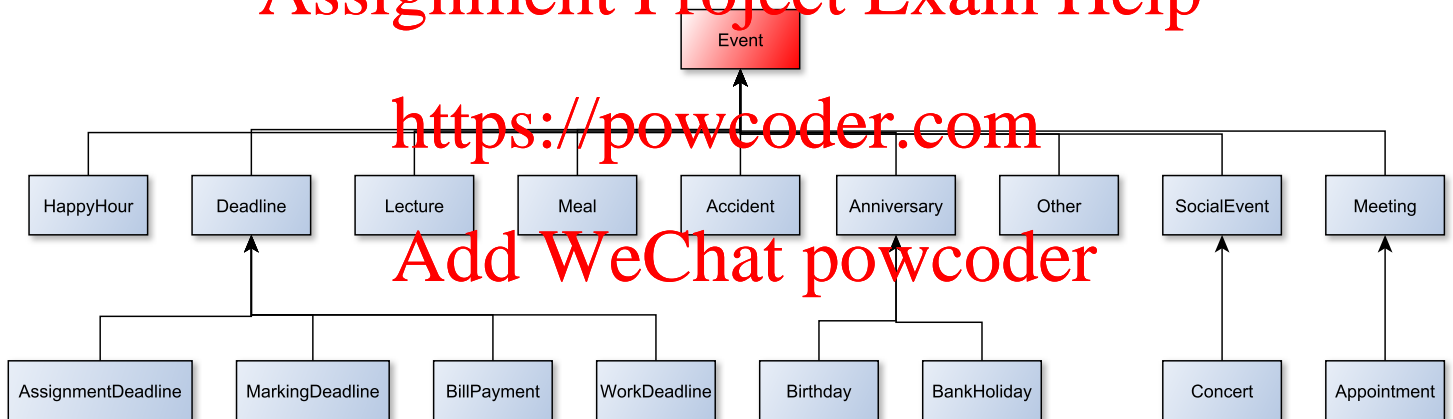 Assignment Project Exam Help
Event
https://powcoder.com
HappyHour Deadline Lecture Meal Accident Anniversary Other SocialEvent Meeting
Add WeChat powcoder
AssignmentDeadline MarkingDeadline BillPayment WorkDeadline Birthday BankHoliday Concert Appointment